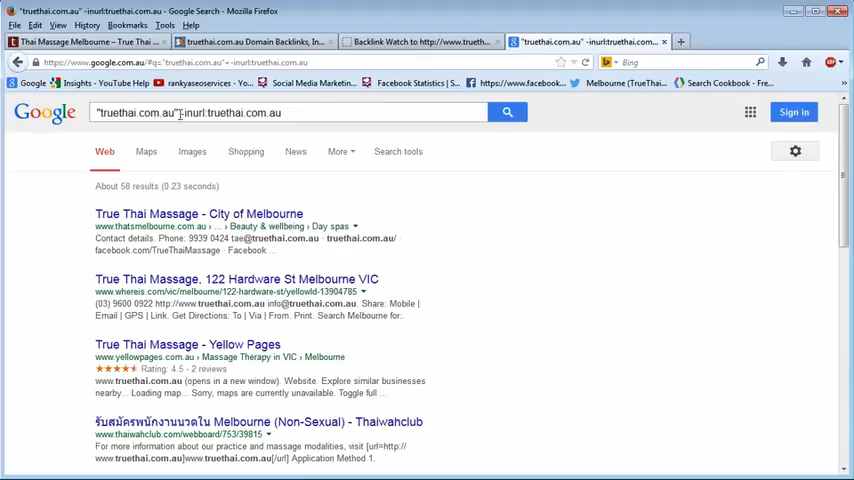 "truethai.com.au" -inurl:truethai.com.au - Google Search - Mozilla Firefox
File Edit View History Bookmarks Tools Help
Thai Massage Melbourne – True Thai ... × truethai.com.au Domain Backlinks, In... × Backlink Watch to http://www.trueth... × "truethai.com.au" -inurl:truethai.com... × +
https://www.google.com.au/#q="truethai.com.au"+-inurl:truethai.com.au Bing
Google Insights - YouTube Help rankyaseoservices - Y... Social Media Marketin... Facebook Statistics | S... https://www.facebook... Melbourne (TrueThai... Search Cookbook - Fre...
Google "truethai.com.au" -inurl:truethai.com.au Sign in
Web Maps Images Shopping News More Search tools
About 58 results (0.23 seconds)
True Thai Massage - City of Melbourne
www.thatsmelbourne.com.au › ... › Beauty & wellbeing › Day spas
Contact details. Phone: 9939 0424 tae@truethai.com.au · truethai.com.au/
facebook.com/TrueThaiMassage · Facebook ...
True Thai Massage, 122 Hardware St Melbourne VIC
www.whereis.com/vic/melbourne/122-hardware-st/yellowId-13904785
(03) 9600 0922 http://www.truethai.com.au info@truethai.com.au. Share: Mobile |
Email | GPS | Link. Get Directions: To | Via | From. Print. Search Melbourne for:.
True Thai Massage - Yellow Pages
www.yellowpages.com.au › Massage Therapy in VIC › Melbourne
Rating: 4.5 - 2 reviews
www.truethai.com.au (opens in a new window). Website. Explore similar businesses
nearby... Loading map... Sorry, maps are currently unavailable. Toggle full ...
รับสมัครพนักงานนวดใน Melbourne (Non-Sexual) - Thaiwahclub
www.thaiwahclub.com/webboard/753/39815
For more information about our practice and massage modalities, visit [url=http://
www.truethai.com.au]www.truethai.com.au[/url] Application Method 1.